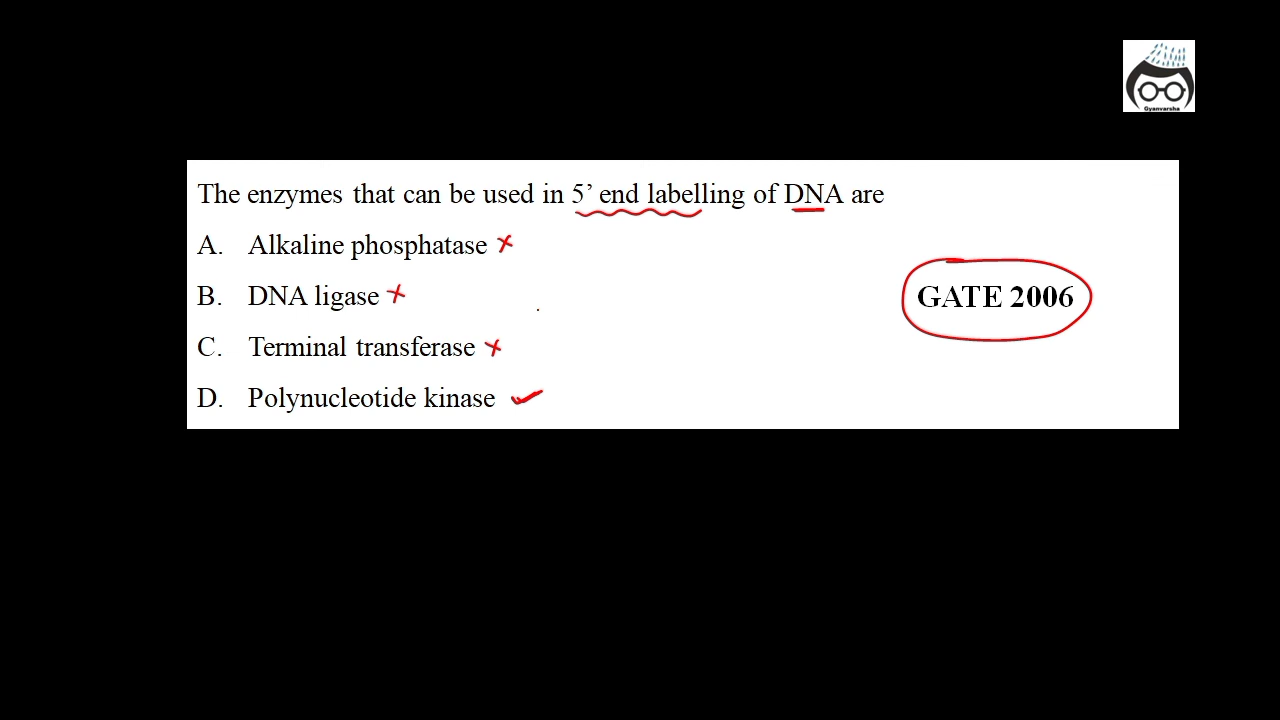 Gyanvarsha
The enzymes that can be used in 5’ end labelling of DNA are
A. Alkaline phosphatase
B. DNA ligase
GATE 2006
C. Terminal transferase
D. Polynucleotide kinase